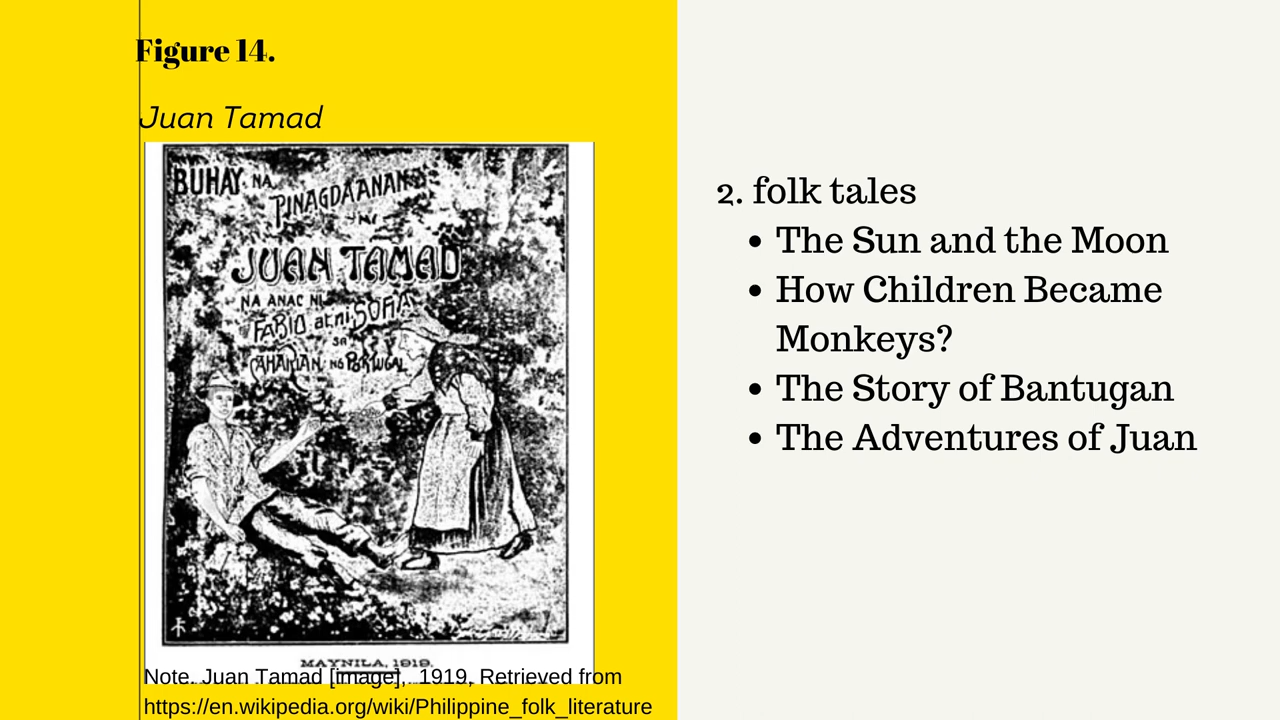 Figure 14.
Juan Tamad
BUHAY NA
PINAGDAANANG
NI
JUAN TAMAD
NA ANAC NI
FABIO at ni SOFIA
SA
CAHARIAN NG PORTUGAL
MAYNILA, 1919.
Note. Juan Tamad [image], 1919, Retrieved from
https://en.wikipedia.org/wiki/Philippine_folk_literature
2. folk tales
• The Sun and the Moon
• How Children Became
Monkeys?
• The Story of Bantugan
• The Adventures of Juan